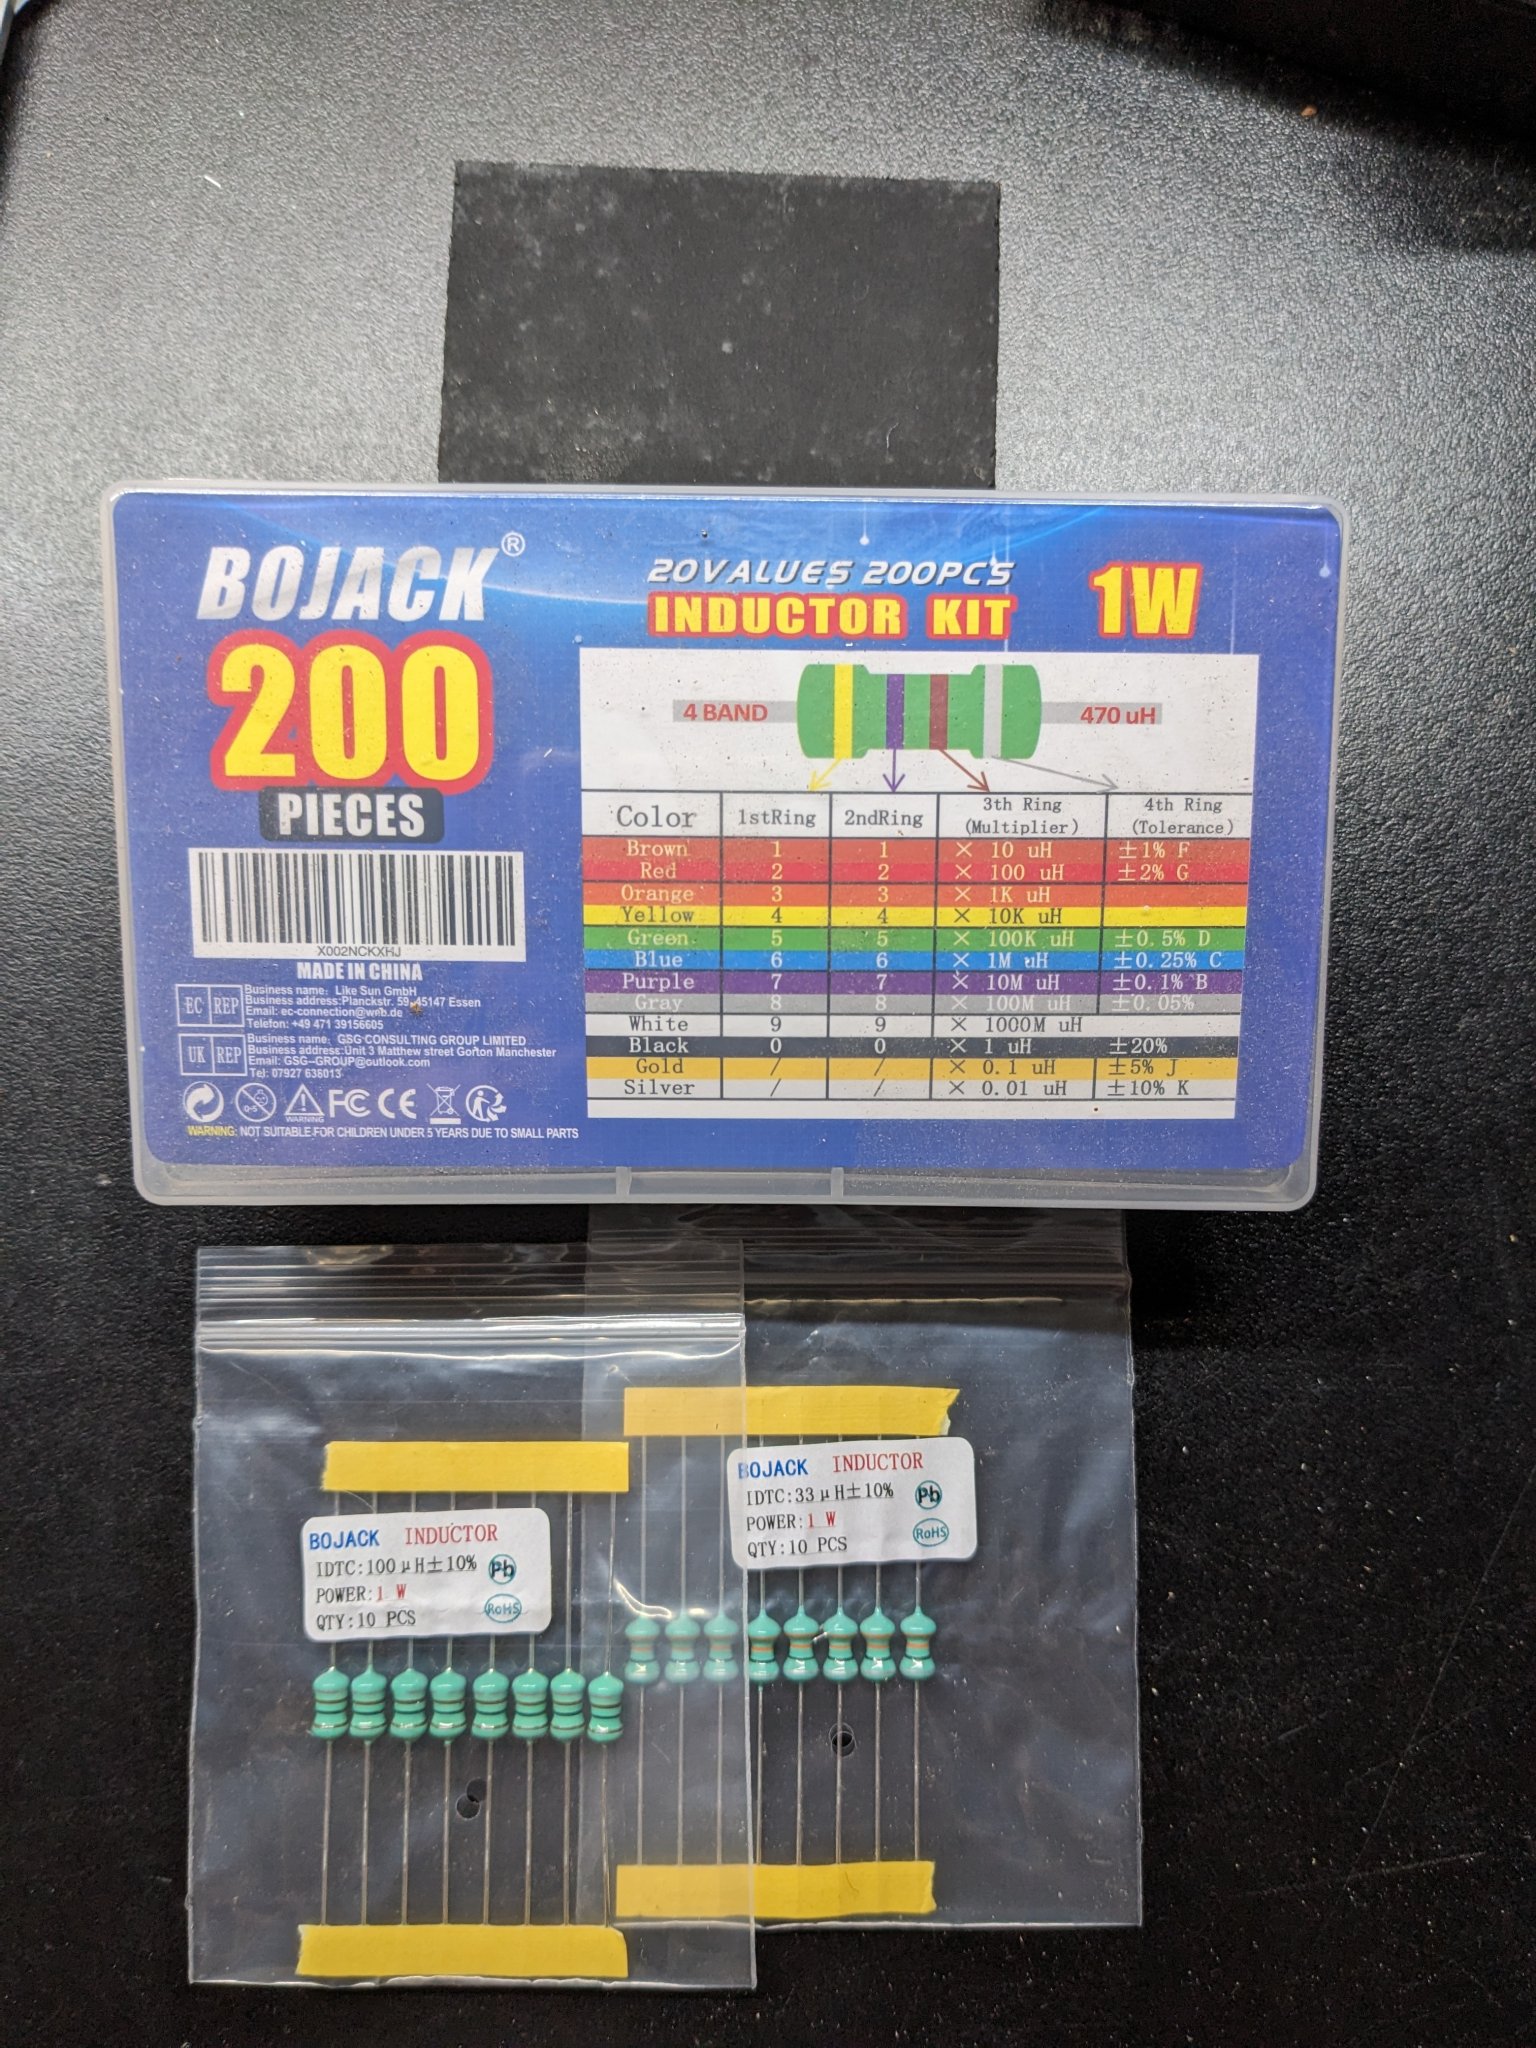 BOJACK®
200
PIECES
X002NCKXHJ
MADE IN CHINA
EC REP
Business name: Like Sun GmbH
Business address:Planckstr. 59, 45147 Essen
Email: ec-connection@web.de
Telefon: +49 471 39156605
UK REP
Business name: GSG CONSULTING GROUP LIMITED
Business address:Unit 3 Matthew street Gorton Manchester
Email: GSG--GROUP@outlook.com
Tel: 07927 636013
0-3
WARNING
FC CE
WARNING: NOT SUITABLE FOR CHILDREN UNDER 5 YEARS DUE TO SMALL PARTS
20VALUES 200PCS
INDUCTOR KIT
1W
4 BAND
470 uH
Color 1stRing 2ndRing 3th Ring (Multiplier) 4th Ring (Tolerance)
Brown 1 1 × 10 uH ±1% F
Red 2 2 × 100 uH ±2% G
Orange 3 3 × 1K uH
Yellow 4 4 × 10K uH
Green 5 5 × 100K uH ±0.5% D
Blue 6 6 × 1M uH ±0.25% C
Purple 7 7 × 10M uH ±0.1% B
Gray 8 8 × 100M uH ±0.05%
White 9 9 × 1000M uH
Black 0 0 × 1 uH ±20%
Gold / / × 0.1 uH ±5% J
Silver / / × 0.01 uH ±10% K
BOJACK INDUCTOR
IDTC:100μH±10% Pb
POWER:1 W
QTY:10 PCS RoHS
BOJACK INDUCTOR
IDTC:33μH±10% Pb
POWER:1 W
QTY:10 PCS RoHS